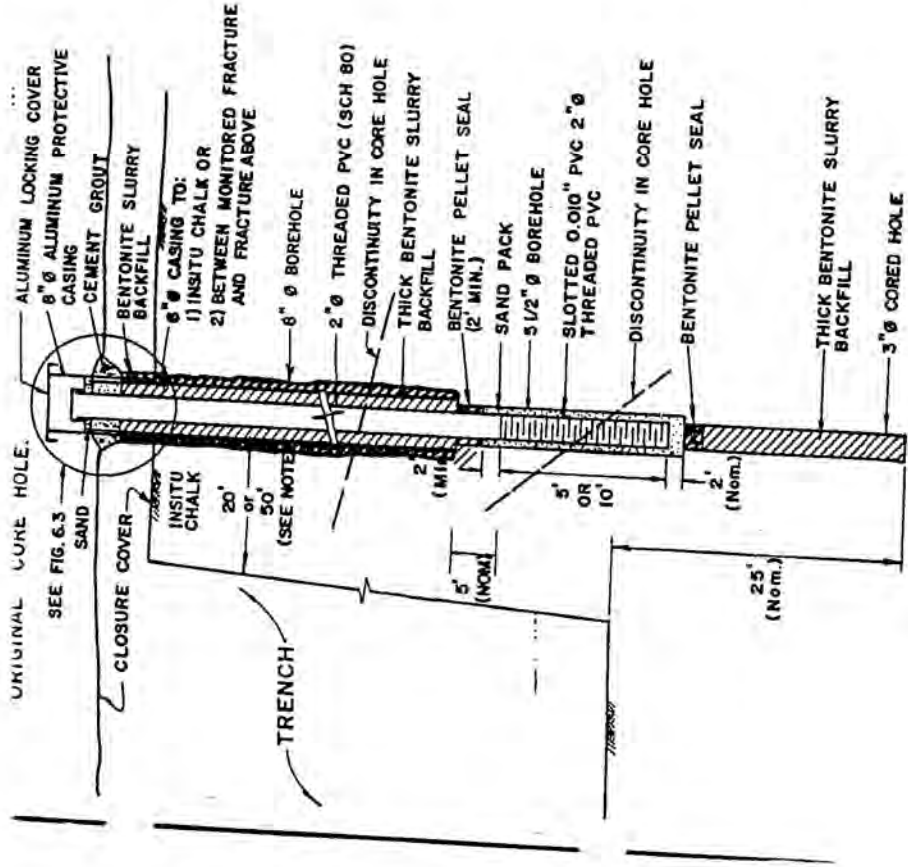 ORIGINAL CORE HOLE.
SEE FIG. 6.3
SAND
CLOSURE COVER
INSITU
CHALK
20'
or
50'
(SEE NOTE)
TRENCH
5'
(NOM)
2'
5'
OR
10'
2'
(Nom.)
25'
(Nom.)
ALUMINUM LOCKING COVER
8"Ø ALUMINUM PROTECTIVE
CASING
CEMENT GROUT
BENTONITE SLURRY
BACKFILL
6"Ø CASING TO:
1) INSITU CHALK OR
2) BETWEEN MONITORED FRACTURE
AND FRACTURE ABOVE
8" Ø BOREHOLE
2"Ø THREADED PVC (SCH 80)
DISCONTINUITY IN CORE HOLE
THICK BENTONITE SLURRY
BACKFILL
BENTONITE PELLET SEAL
(2' MIN.)
SAND PACK
5 1/2" Ø BOREHOLE
SLOTTED 0.010" PVC 2"Ø
THREADED PVC
DISCONTINUITY IN CORE HOLE
BENTONITE PELLET SEAL
THICK BENTONITE SLURRY
BACKFILL
3"Ø CORED HOLE